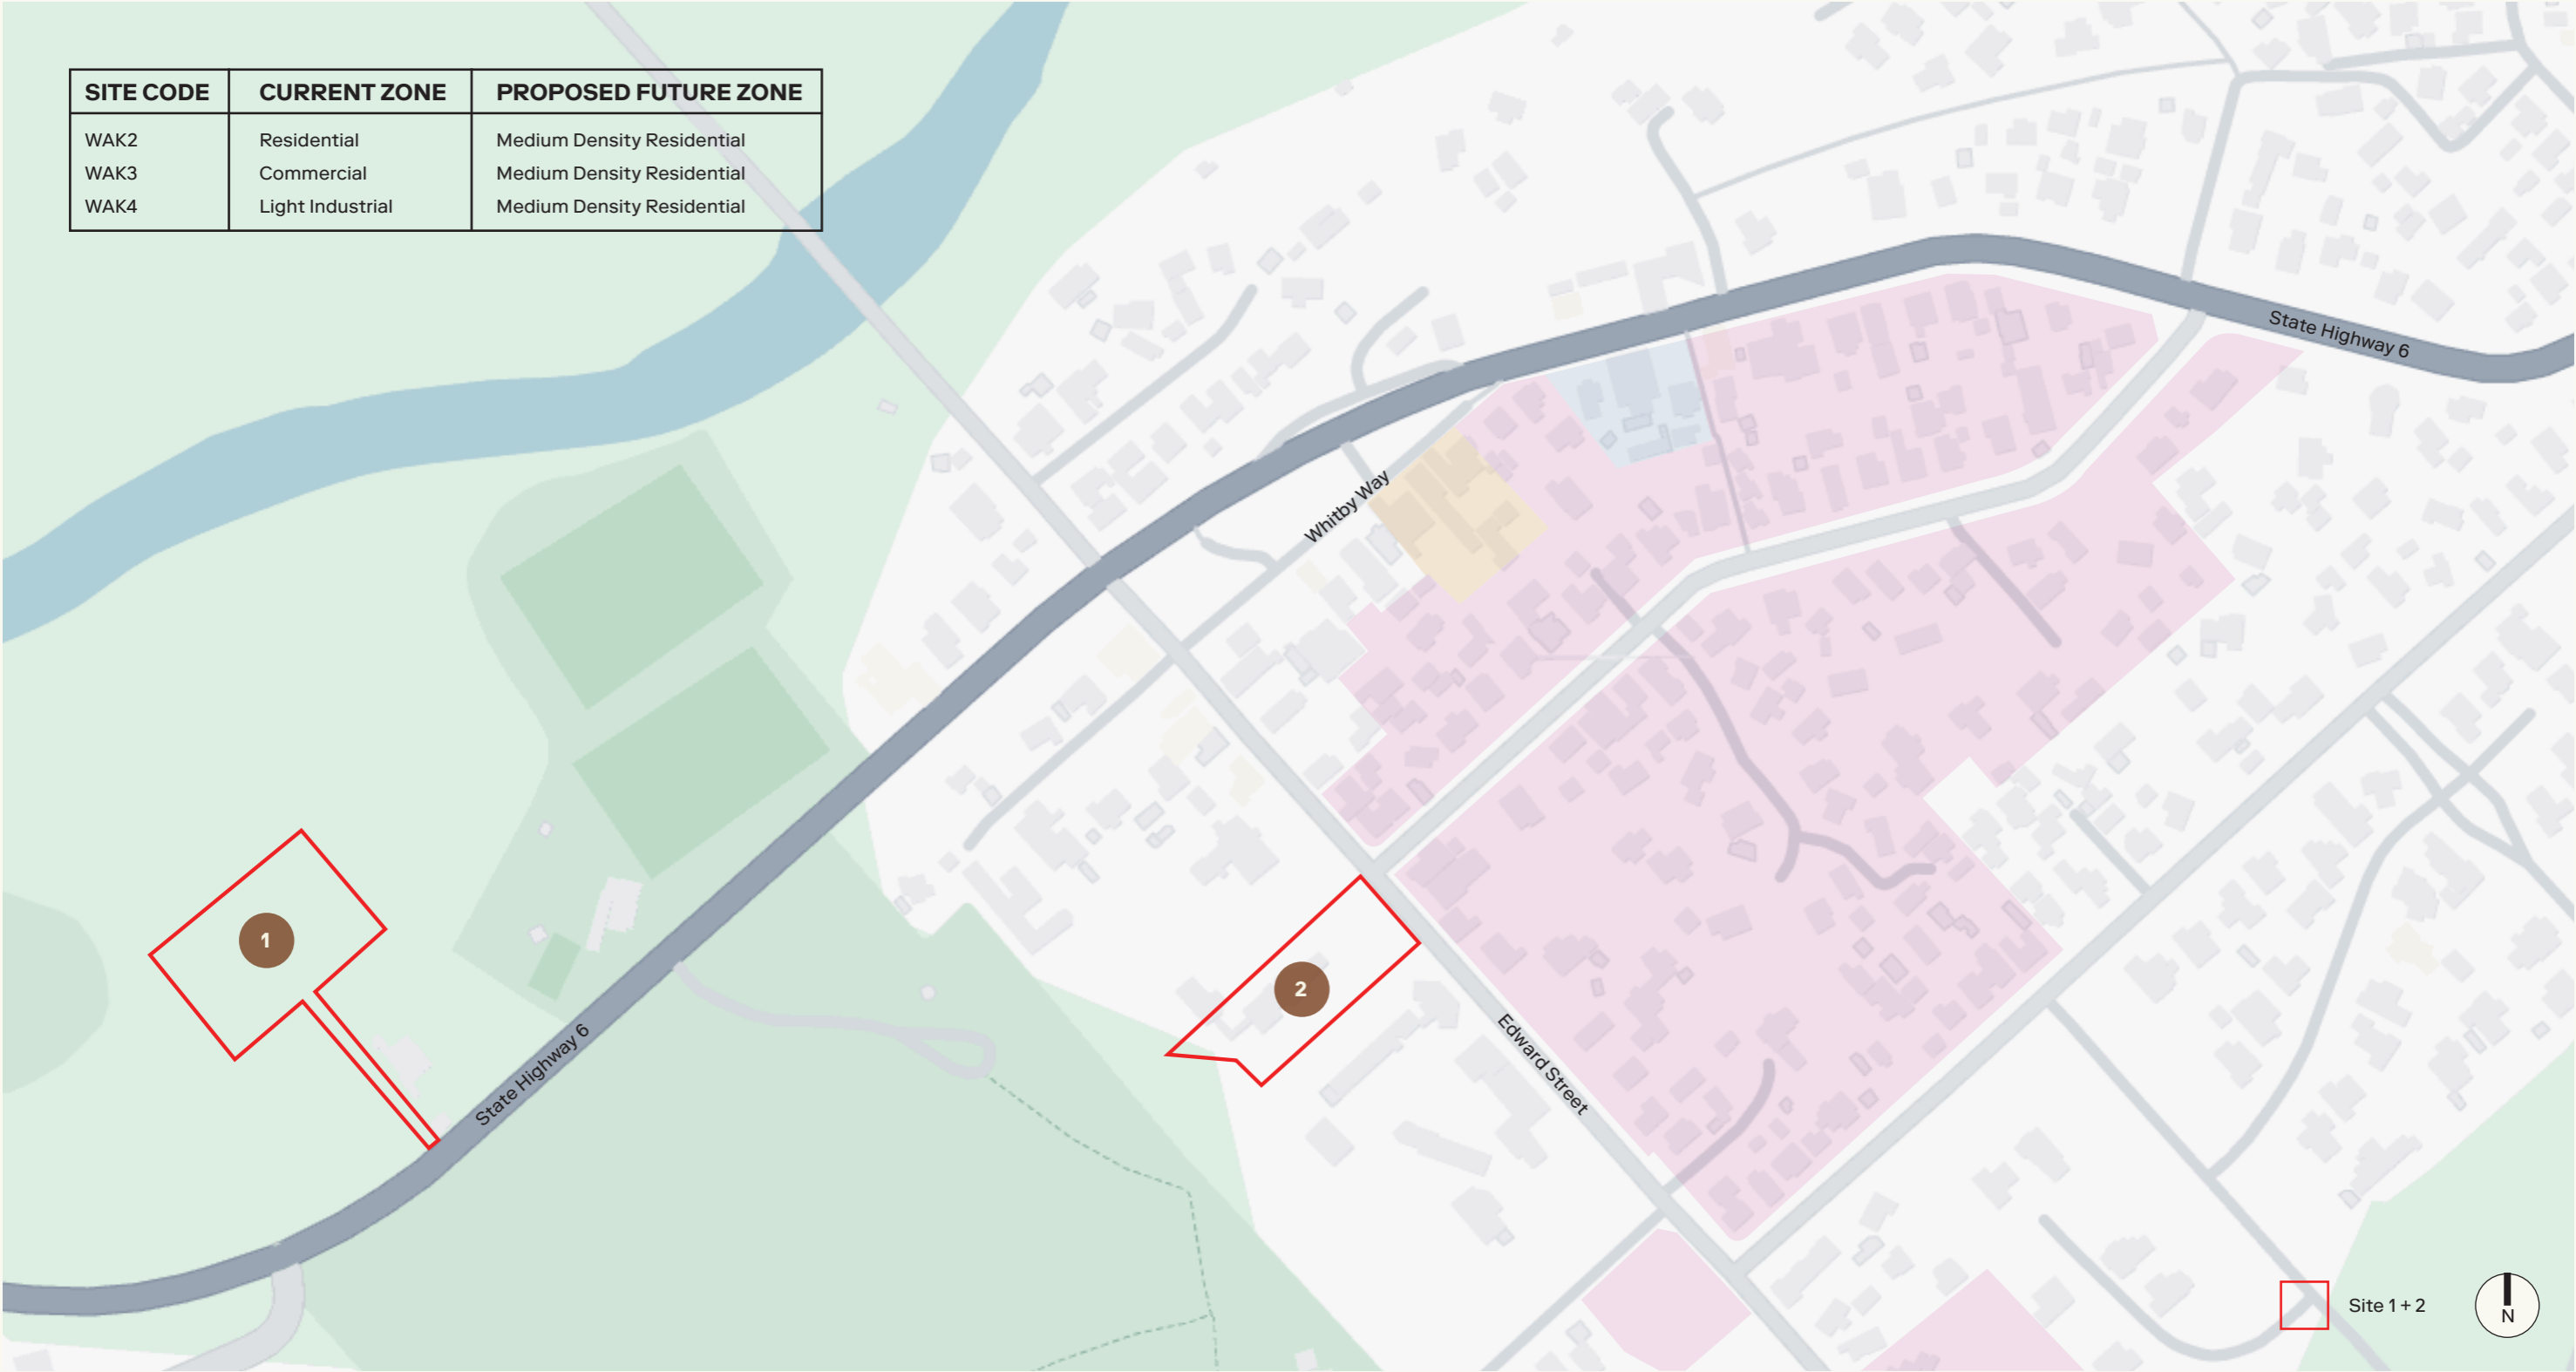 SITE CODE CURRENT ZONE PROPOSED FUTURE ZONE
WAK2 Residential Medium Density Residential
WAK3 Commercial Medium Density Residential
WAK4 Light Industrial Medium Density Residential
State Highway 6
Whitby Way
1
2
State Highway 6
Edward Street
Site 1 + 2
N